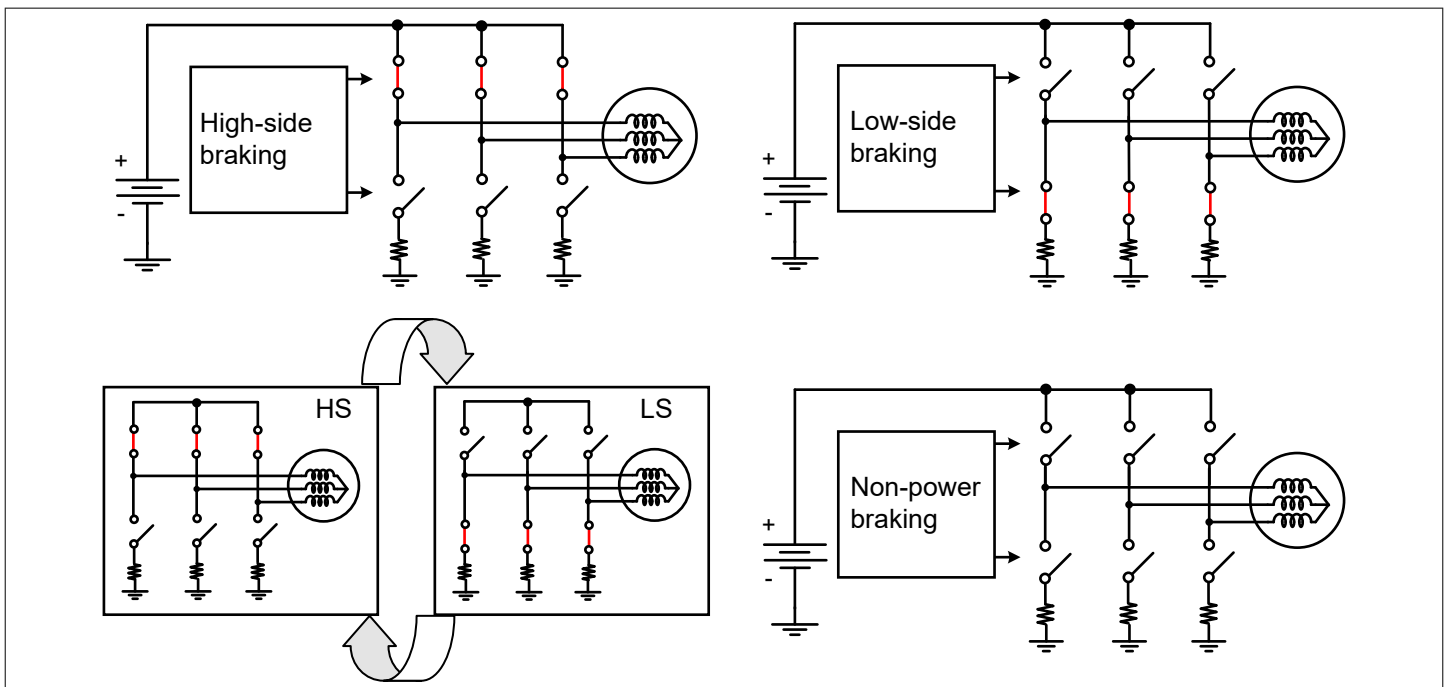 High-side
braking
+
-
Low-side
braking
+
-
HS
LS
Non-power
braking
+
-